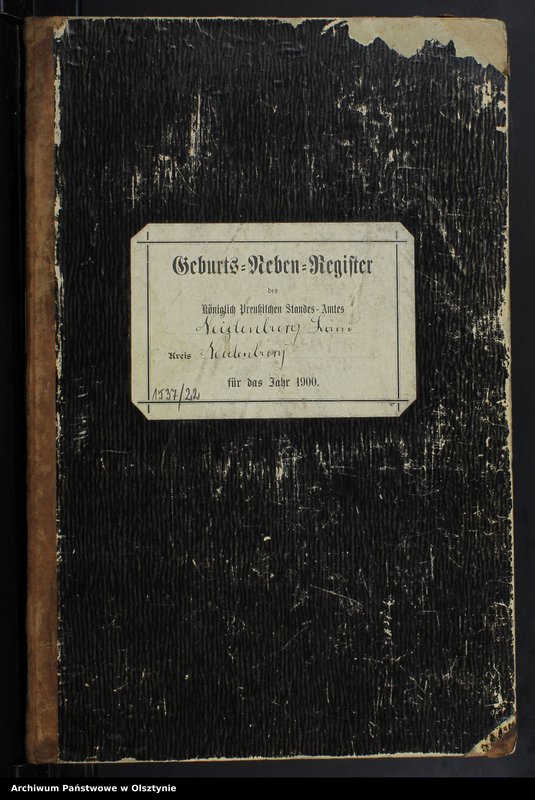 Geburts-Neben-Register
des
Königlich Preußischen Standes-Amtes
Neidenburg Land
Kreis Neidenburg
für das Jahr 1900.
1537/22
Archiwum Państwowe w Olsztynie